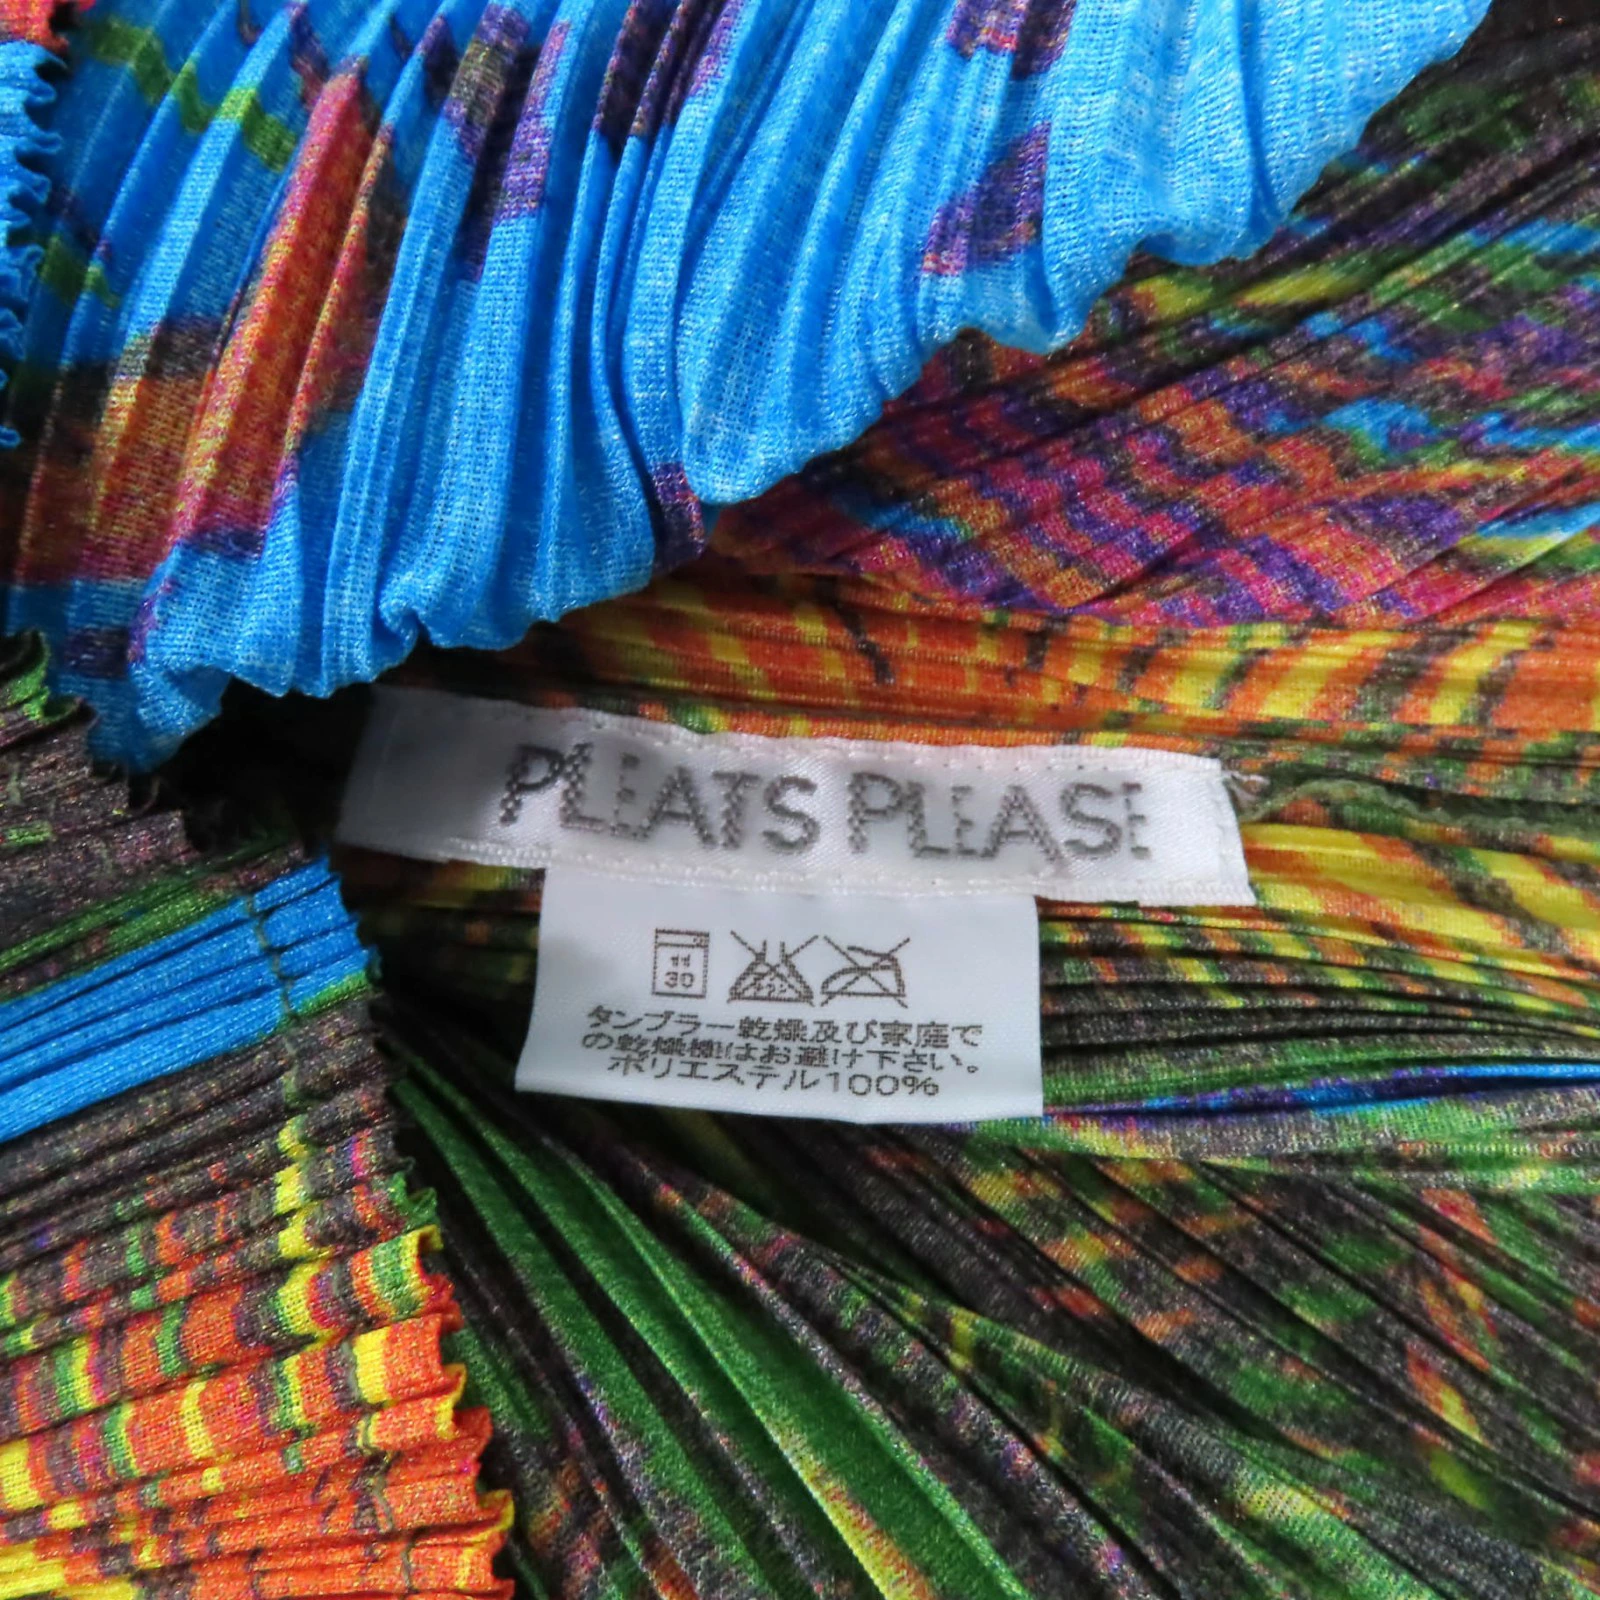 PLEATS PLEASE
30
タンブラー乾燥及び家庭で
の乾燥機はお避け下さい。
ポリエステル100%